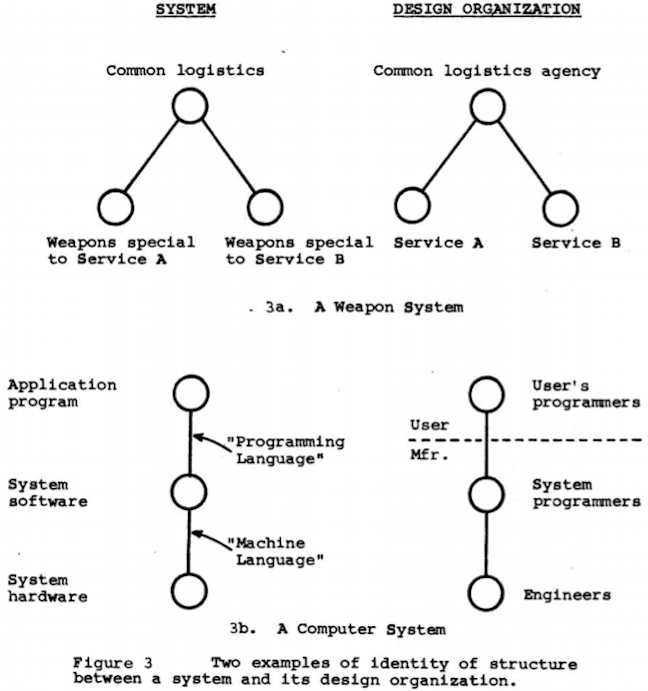 SYSTEM
DESIGN ORGANIZATION
Common logistics
Common logistics agency
Weapons special
to Service A
Weapons special
to Service B
Service A
Service B
3a. A Weapon System
Application
program
User's
programmers
User
"Programming
Language"
Mfr.
System
software
System
programmers
"Machine
Language"
System
hardware
Engineers
3b. A Computer System
Figure 3 Two examples of identity of structure
between a system and its design organization.